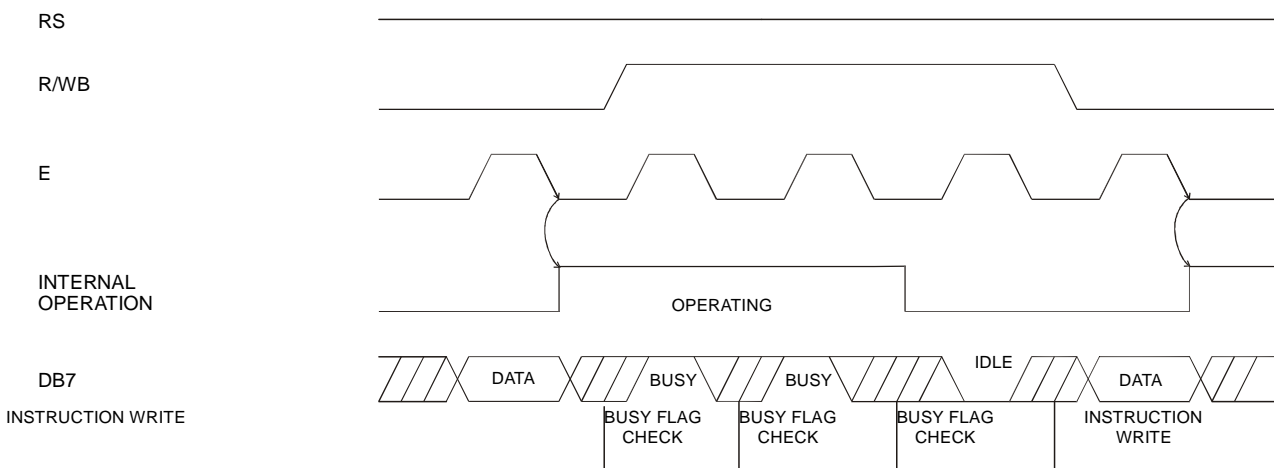 RS
R/WB
E
INTERNAL
OPERATION
OPERATING
DB7
DATA
BUSY
BUSY
IDLE
DATA
INSTRUCTION WRITE
BUSY FLAG
CHECK
BUSY FLAG
CHECK
BUSY FLAG
CHECK
INSTRUCTION
WRITE